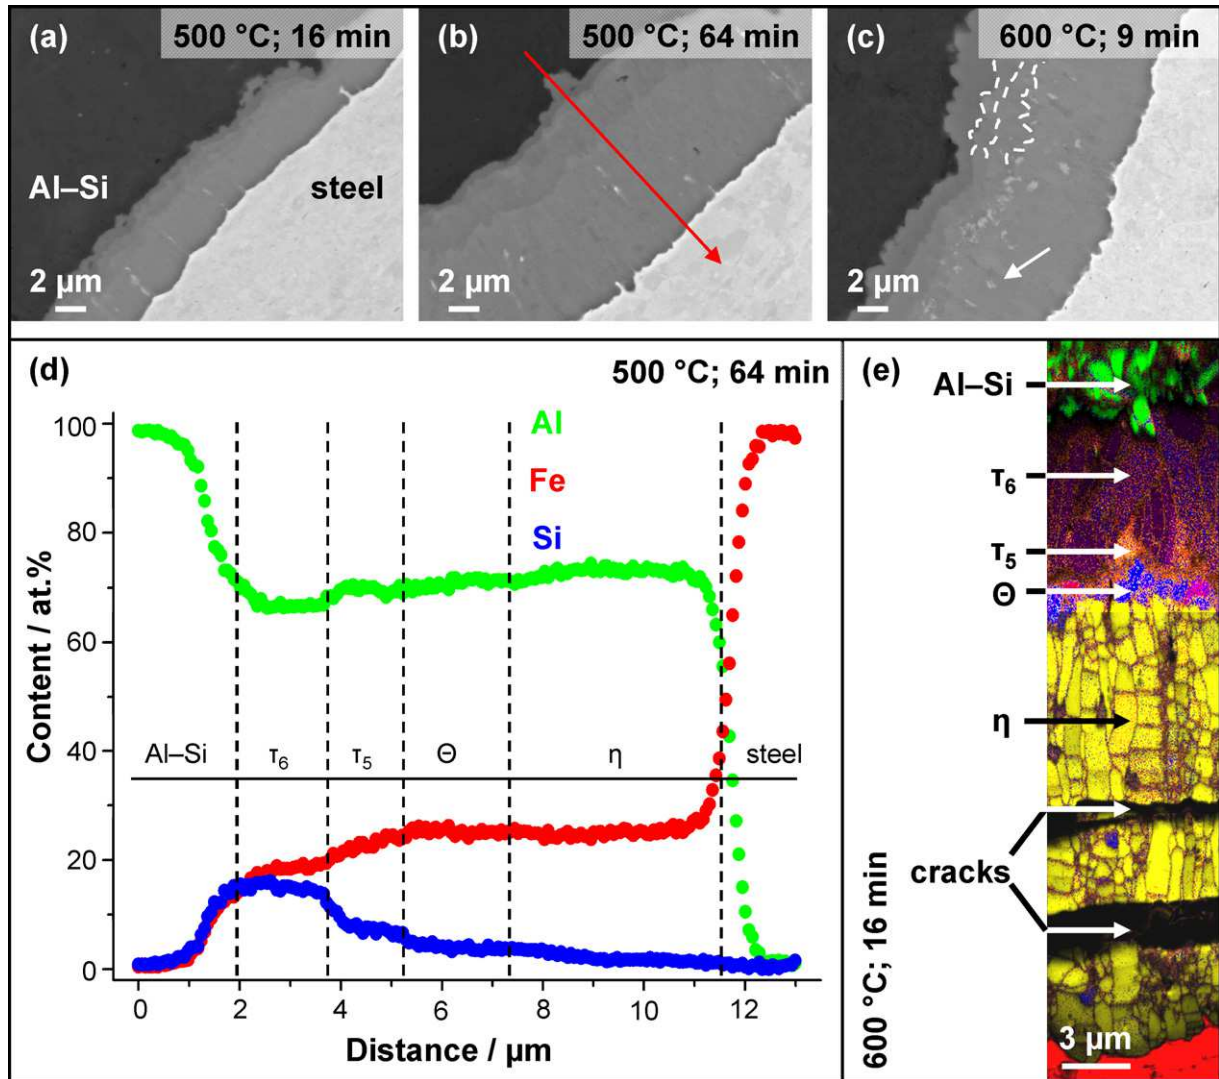 (a)
500 °C; 16 min
Al–Si
steel
2 µm
(b)
500 °C; 64 min
2 µm
(c)
600 °C; 9 min
2 µm
(d)
500 °C; 64 min
Al
Fe
Si
Content / at.%
100
80
60
40
20
0
Al–Si τ6 τ5 Θ η steel
0 2 4 6 8 10 12
Distance / µm
(e)
Al–Si
τ6
τ5
Θ
η
cracks
600 °C; 16 min
3 µm